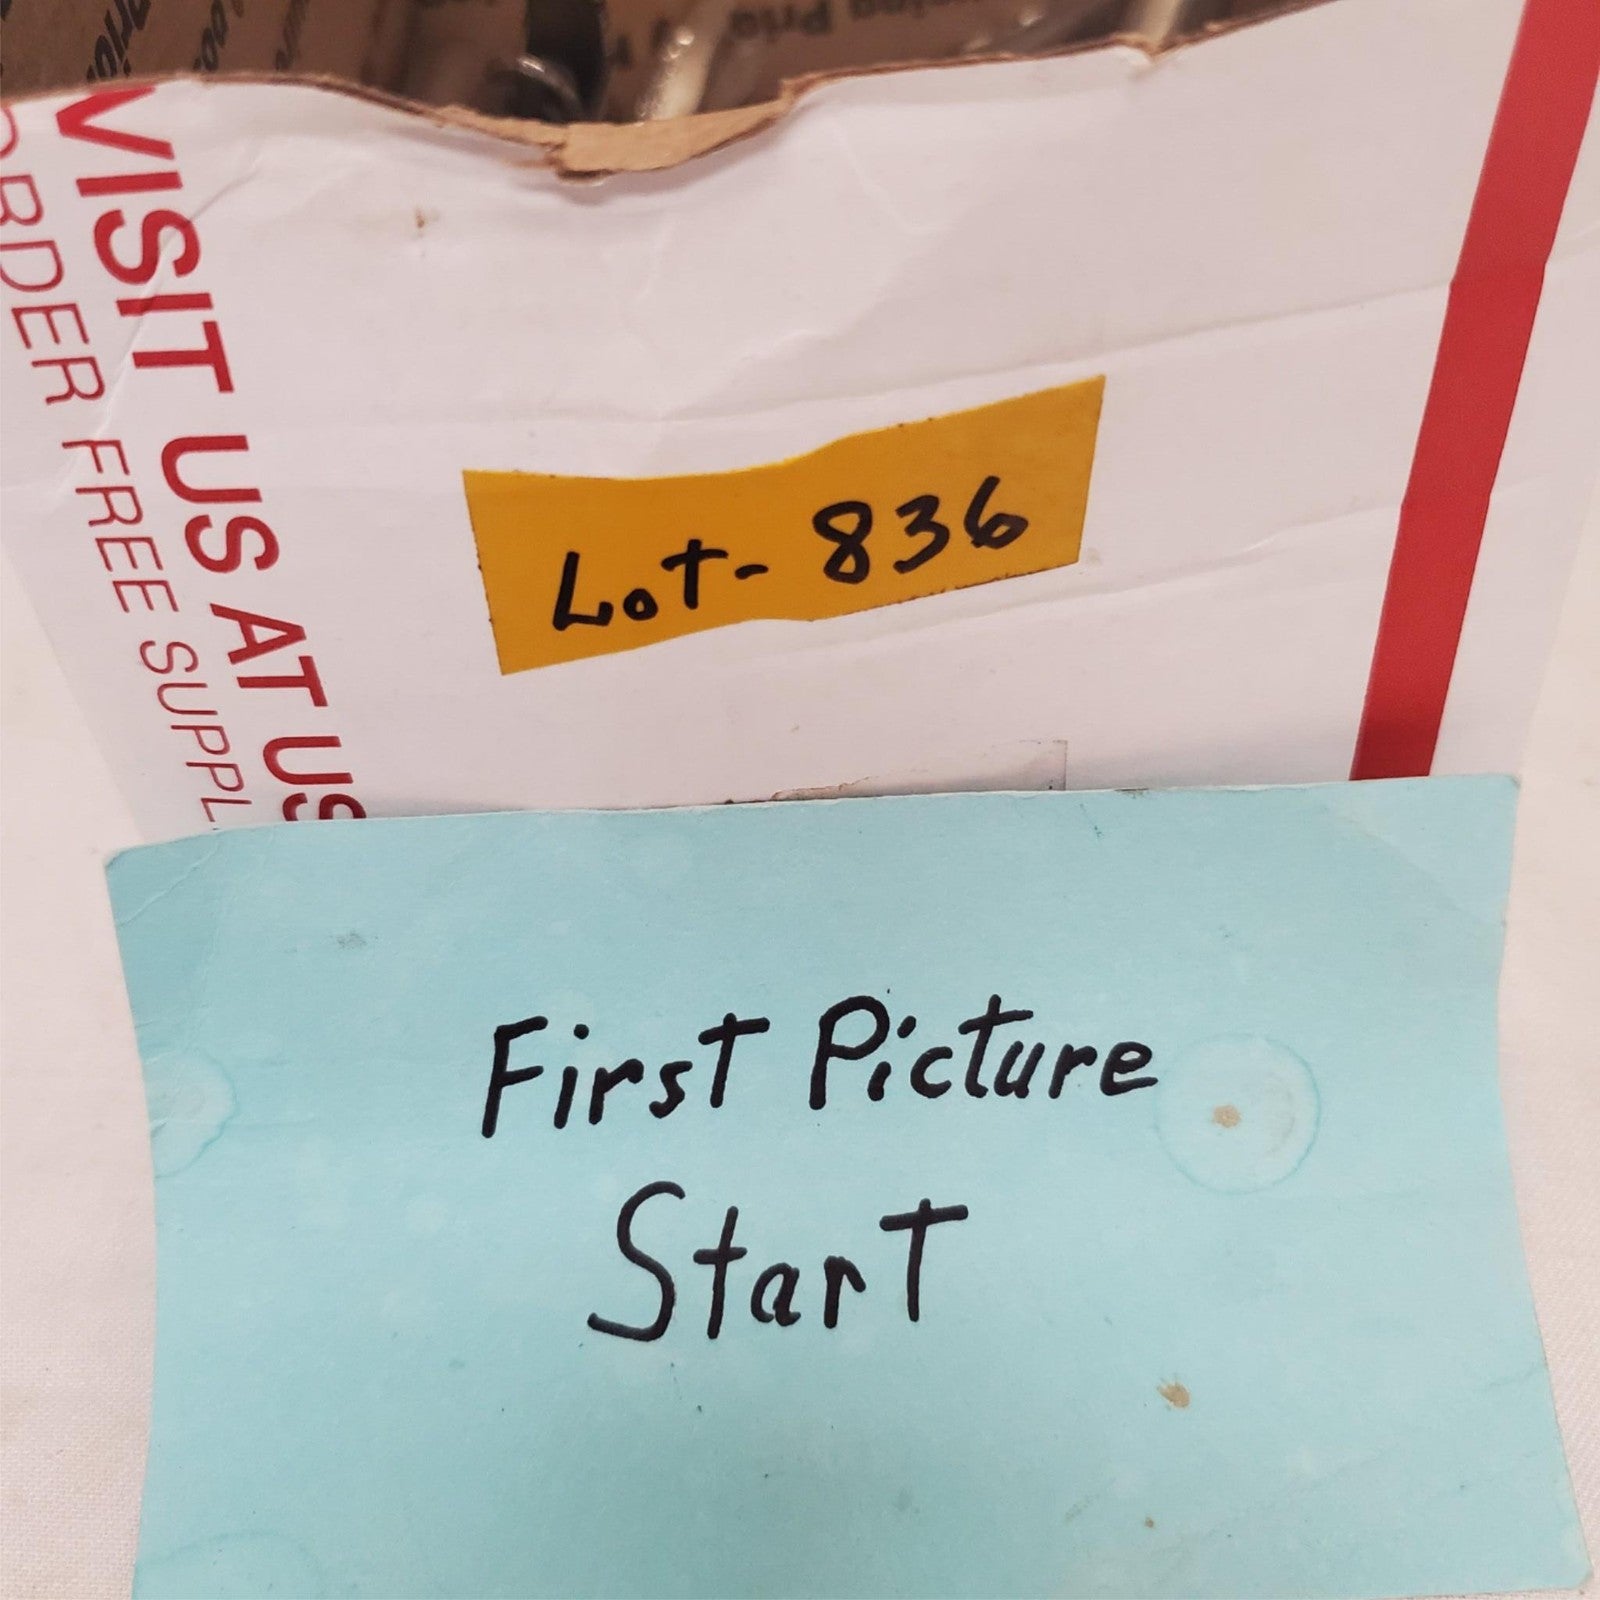 VISIT US AT US
ORDER FREE SUPPL
Lot- 836
First Picture
Start